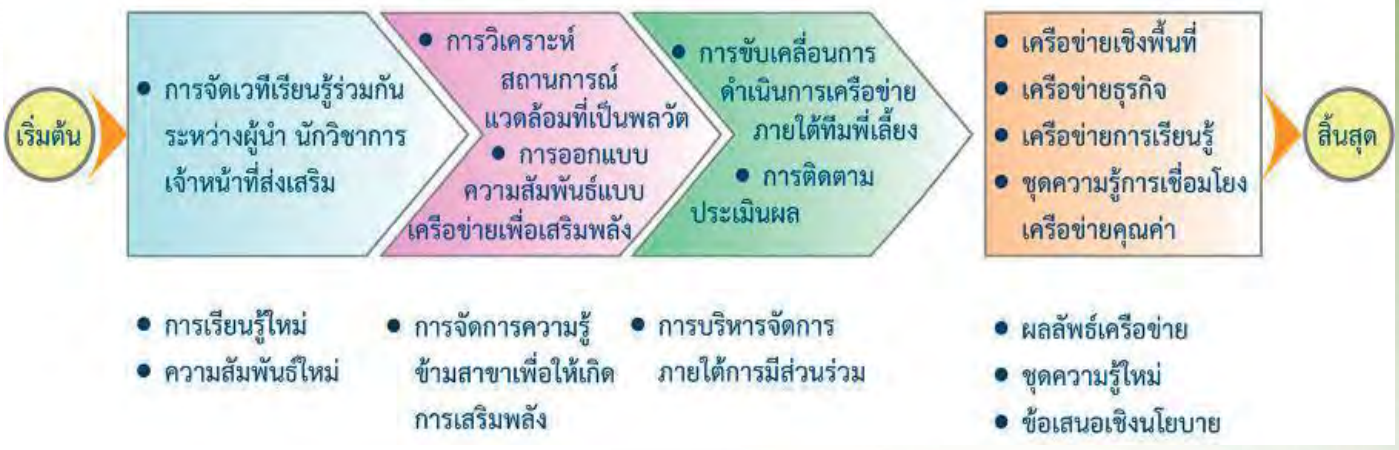 เริ่มต้น
● การจัดเวทีเรียนรู้ร่วมกัน
ระหว่างผู้นำ นักวิชาการ
เจ้าหน้าที่ส่งเสริม
● การวิเคราะห์
สถานการณ์
แวดล้อมที่เป็นพลวัต
● การออกแบบ
ความสัมพันธ์แบบ
เครือข่ายเพื่อเสริมพลัง
● การขับเคลื่อนการ
ดำเนินการเครือข่าย
ภายใต้ทีมพี่เลี้ยง
● การติดตาม
ประเมินผล
● เครือข่ายเชิงพื้นที่
● เครือข่ายธุรกิจ
● เครือข่ายการเรียนรู้
● ชุดความรู้การเชื่อมโยง
เครือข่ายคุณค่า
สิ้นสุด
● การเรียนรู้ใหม่
● ความสัมพันธ์ใหม่
● การจัดการความรู้
ข้ามสาขาเพื่อให้เกิด
การเสริมพลัง
● การบริหารจัดการ
ภายใต้การมีส่วนร่วม
● ผลลัพธ์เครือข่าย
● ชุดความรู้ใหม่
● ข้อเสนอเชิงนโยบาย